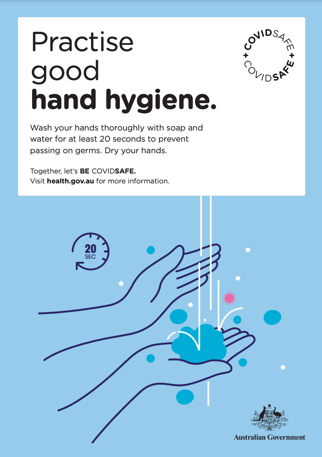 Practise
good
hand hygiene.
+ COVIDSAFE + COVIDSAFE
Wash your hands thoroughly with soap and
water for at least 20 seconds to prevent
passing on germs. Dry your hands.
Together, let's BE COVIDSAFE.
Visit health.gov.au for more information.
20
SEC
Australian Government